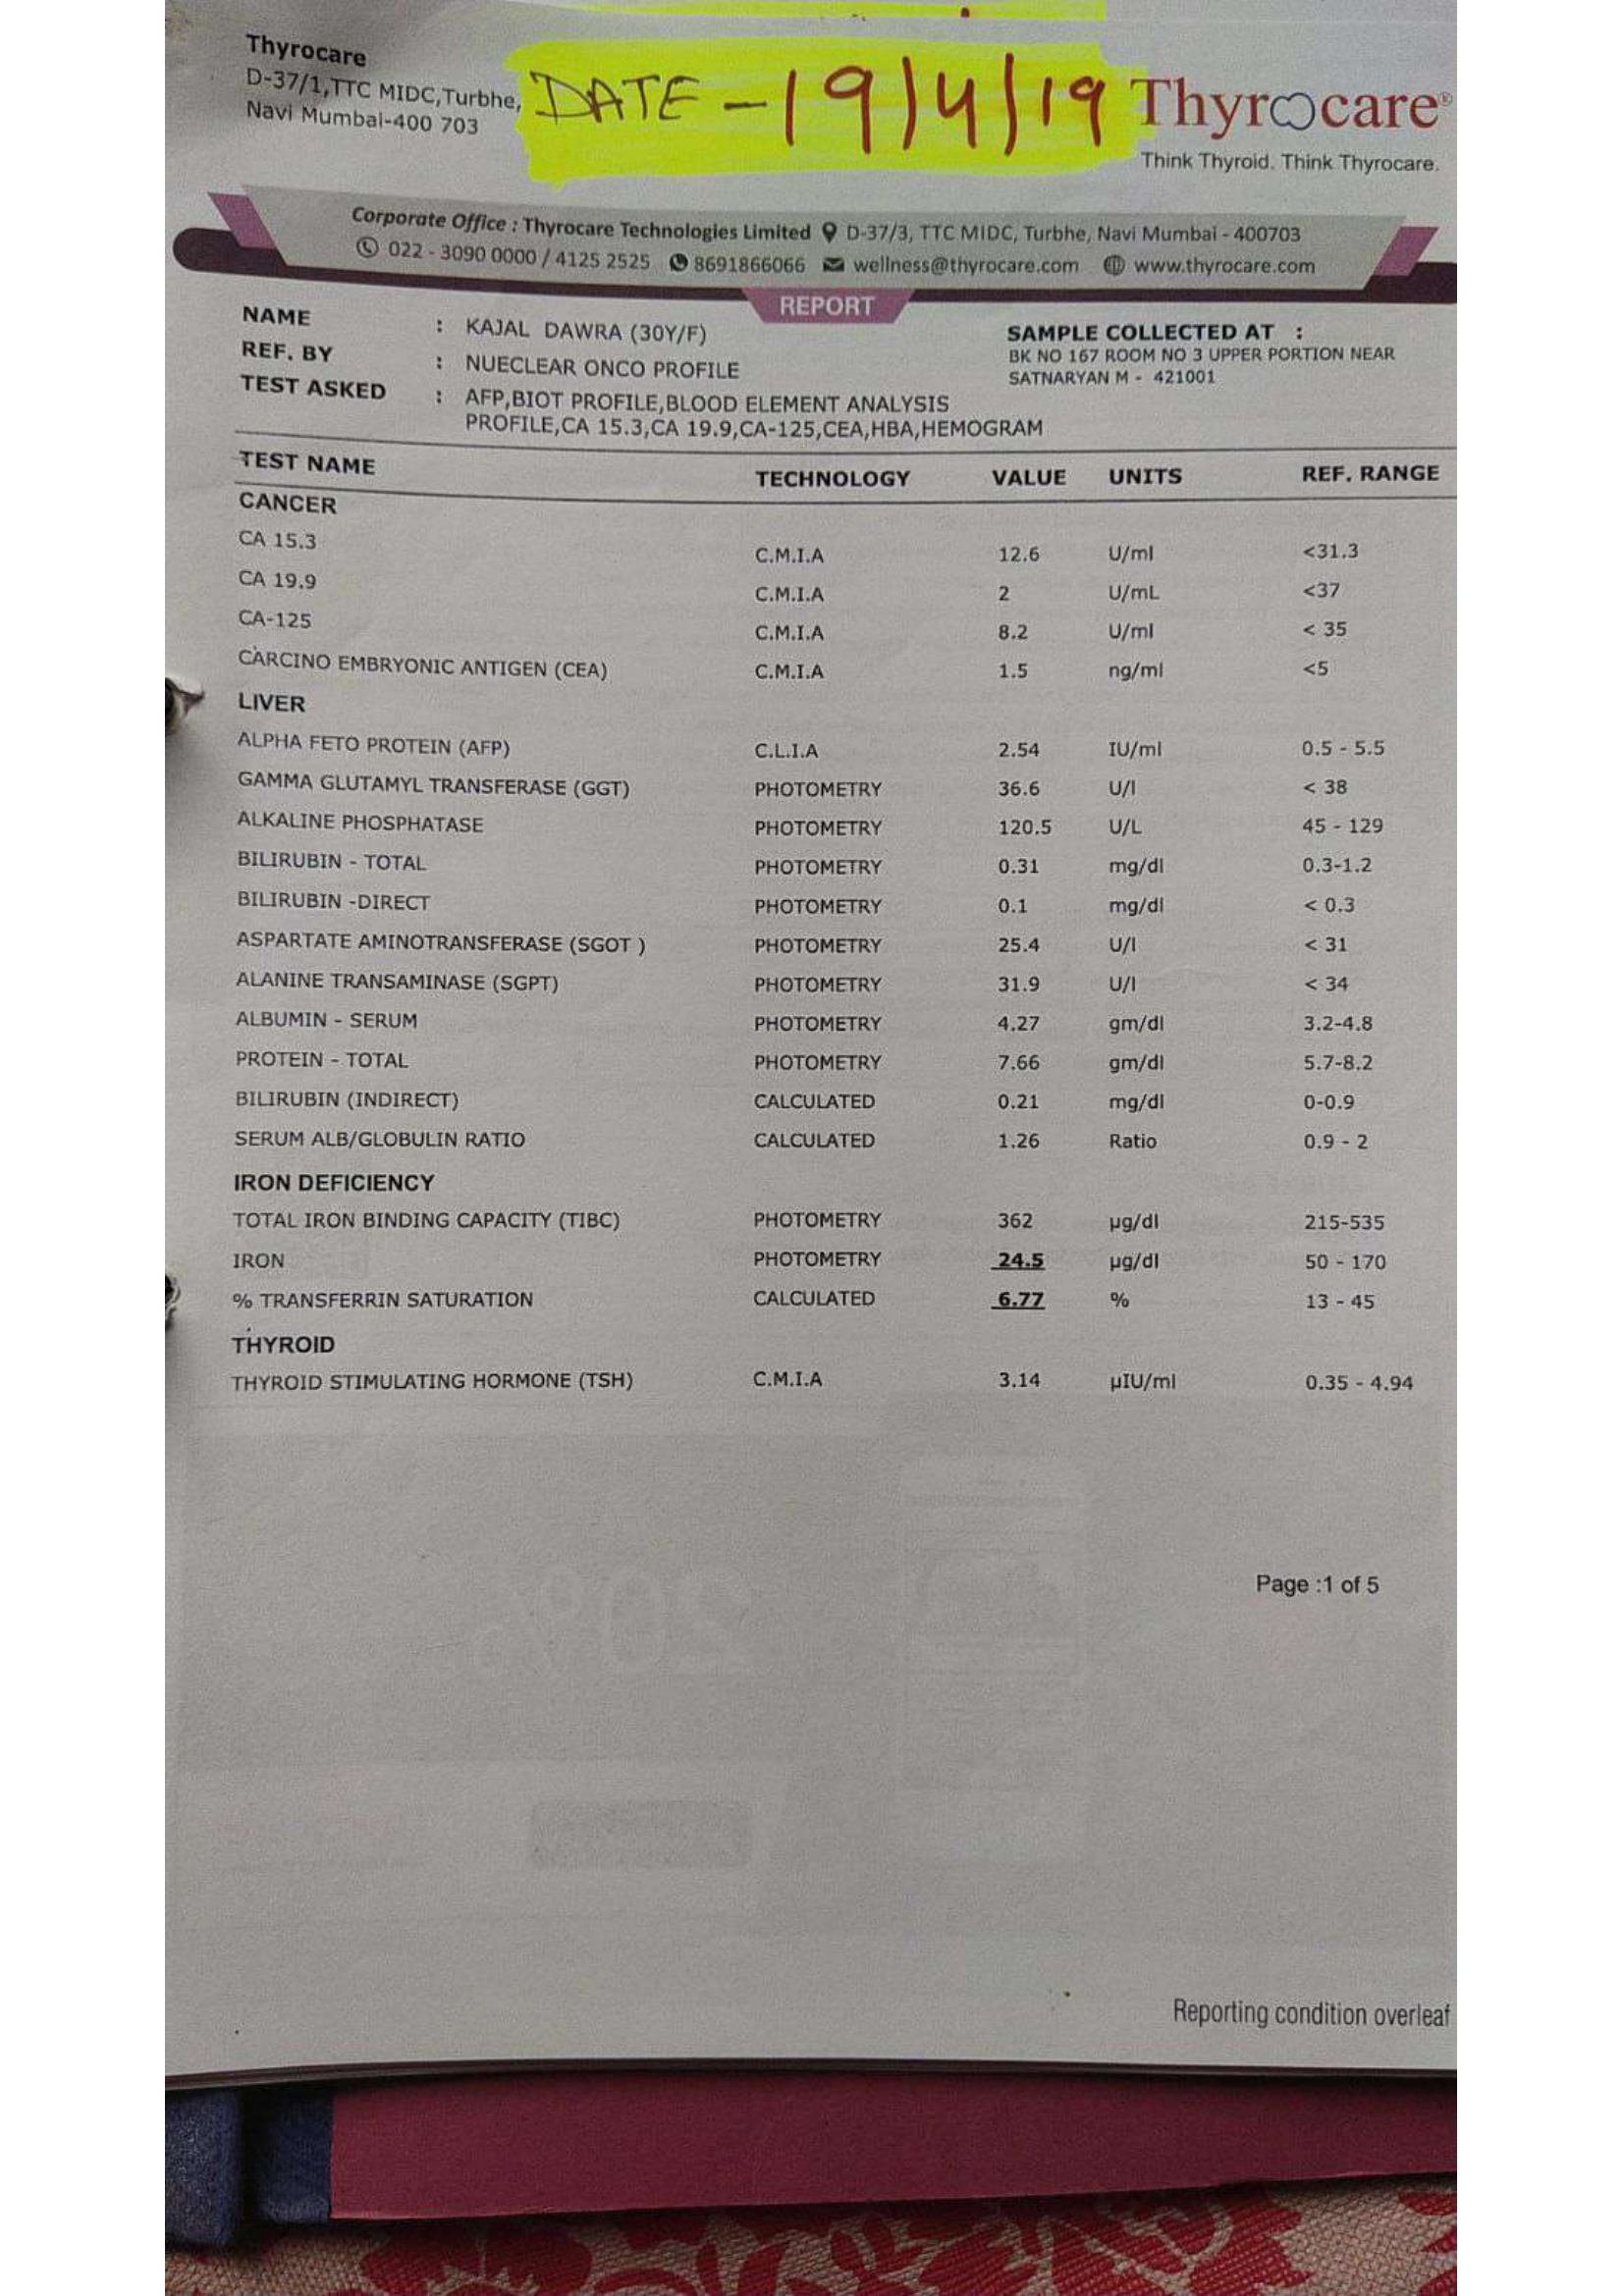 Thyrocare
D-37/1,TTC MIDC,Turbhe,
Navi Mumbai-400 703
DATE - 19/4/19
Thyrocare®
Think Thyroid. Think Thyrocare.
Corporate Office : Thyrocare Technologies Limited D-37/3, TTC MIDC, Turbhe, Navi Mumbai - 400703
022 - 3090 0000 / 4125 2525 8691866066 wellness@thyrocare.com www.thyrocare.com
REPORT
NAME : KAJAL DAWRA (30Y/F)
REF. BY : NUECLEAR ONCO PROFILE
TEST ASKED : AFP,BIOT PROFILE,BLOOD ELEMENT ANALYSIS
PROFILE,CA 15.3,CA 19.9,CA-125,CEA,HBA,HEMOGRAM
SAMPLE COLLECTED AT :
BK NO 167 ROOM NO 3 UPPER PORTION NEAR
SATNARYAN M - 421001
TEST NAME TECHNOLOGY VALUE UNITS REF. RANGE
CANCER
CA 15.3 C.M.I.A 12.6 U/ml <31.3
CA 19.9 C.M.I.A 2 U/mL <37
CA-125 C.M.I.A 8.2 U/ml < 35
CARCINO EMBRYONIC ANTIGEN (CEA) C.M.I.A 1.5 ng/ml <5
LIVER
ALPHA FETO PROTEIN (AFP) C.L.I.A 2.54 IU/ml 0.5 - 5.5
GAMMA GLUTAMYL TRANSFERASE (GGT) PHOTOMETRY 36.6 U/l < 38
ALKALINE PHOSPHATASE PHOTOMETRY 120.5 U/L 45 - 129
BILIRUBIN - TOTAL PHOTOMETRY 0.31 mg/dl 0.3-1.2
BILIRUBIN -DIRECT PHOTOMETRY 0.1 mg/dl < 0.3
ASPARTATE AMINOTRANSFERASE (SGOT ) PHOTOMETRY 25.4 U/l < 31
ALANINE TRANSAMINASE (SGPT) PHOTOMETRY 31.9 U/l < 34
ALBUMIN - SERUM PHOTOMETRY 4.27 gm/dl 3.2-4.8
PROTEIN - TOTAL PHOTOMETRY 7.66 gm/dl 5.7-8.2
BILIRUBIN (INDIRECT) CALCULATED 0.21 mg/dl 0-0.9
SERUM ALB/GLOBULIN RATIO CALCULATED 1.26 Ratio 0.9 - 2
IRON DEFICIENCY
TOTAL IRON BINDING CAPACITY (TIBC) PHOTOMETRY 362 µg/dl 215-535
IRON PHOTOMETRY 24.5 µg/dl 50 - 170
% TRANSFERRIN SATURATION CALCULATED 6.77 % 13 - 45
THYROID
THYROID STIMULATING HORMONE (TSH) C.M.I.A 3.14 µIU/ml 0.35 - 4.94
Page :1 of 5
Reporting condition overleaf